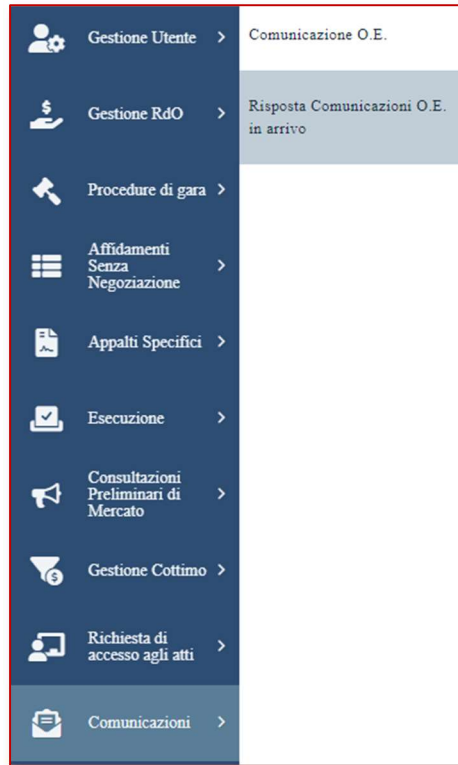 Gestione Utente
Gestione RdO
Procedure di gara
Affidamenti
Senza
Negoziazione
Appalti Specifici
Esecuzione
Consultazioni
Preliminari di
Mercato
Gestione Cottimo
Richiesta di
accesso agli atti
Comunicazioni
Comunicazione O.E.
Risposta Comunicazioni O.E.
in arrivo